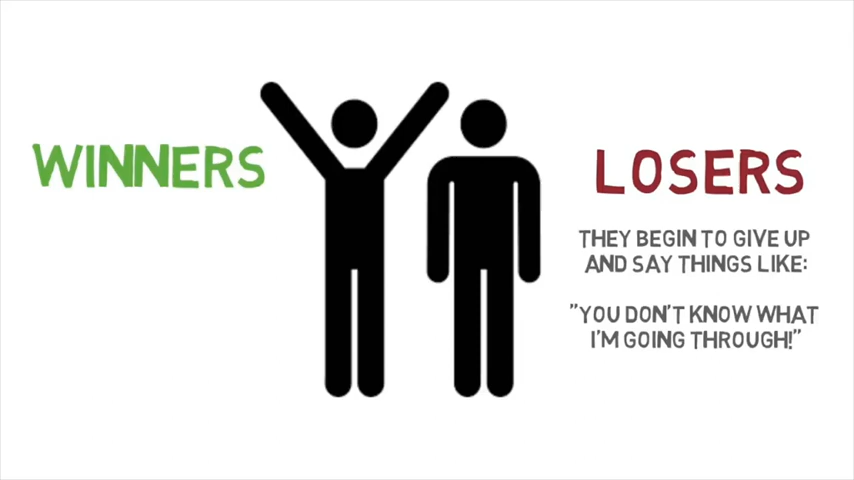 WINNERS
LOSERS
THEY BEGIN TO GIVE UP
AND SAY THINGS LIKE:
"YOU DON'T KNOW WHAT
I'M GOING THROUGH!"